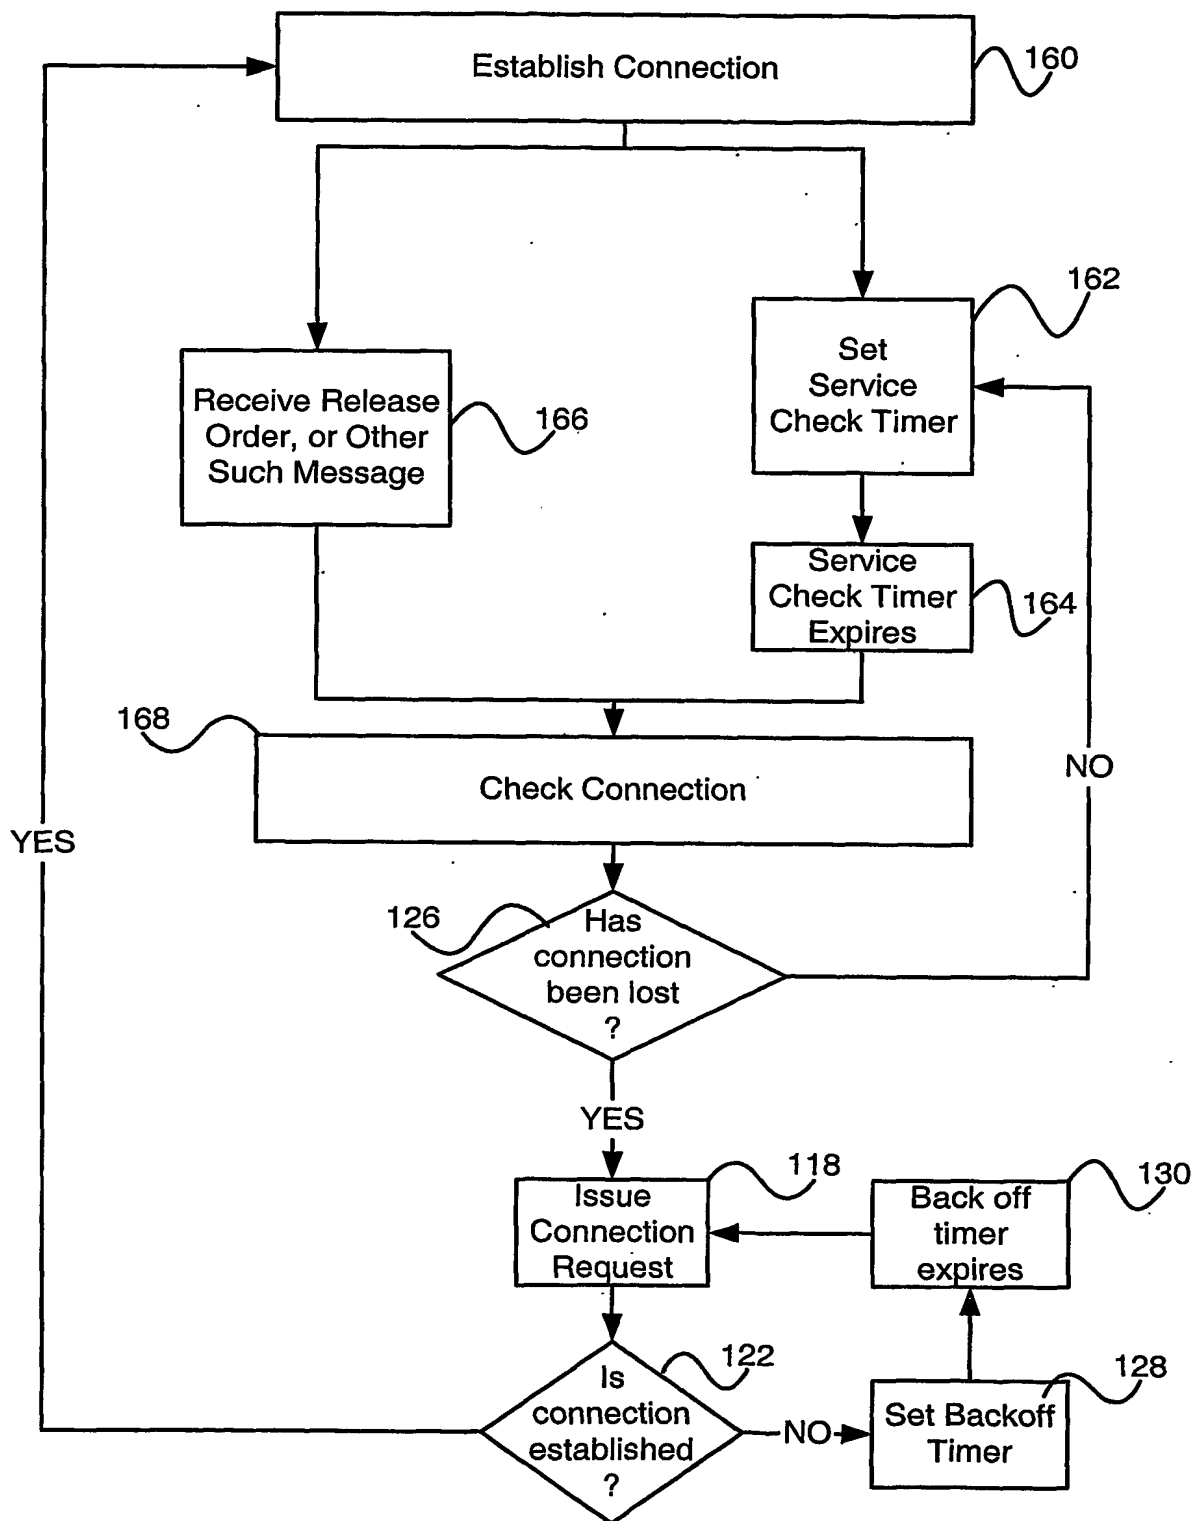 Establish Connection
160
162
Set
Service
Check Timer
Receive Release
Order, or Other
Such Message
166
Service
Check Timer
Expires
164
168
Check Connection
NO
YES
126
Has
connection
been lost
?
YES
118
Issue
Connection
Request
130
Back off
timer
expires
122
Is
connection
established
?
NO
128
Set Backoff
Timer